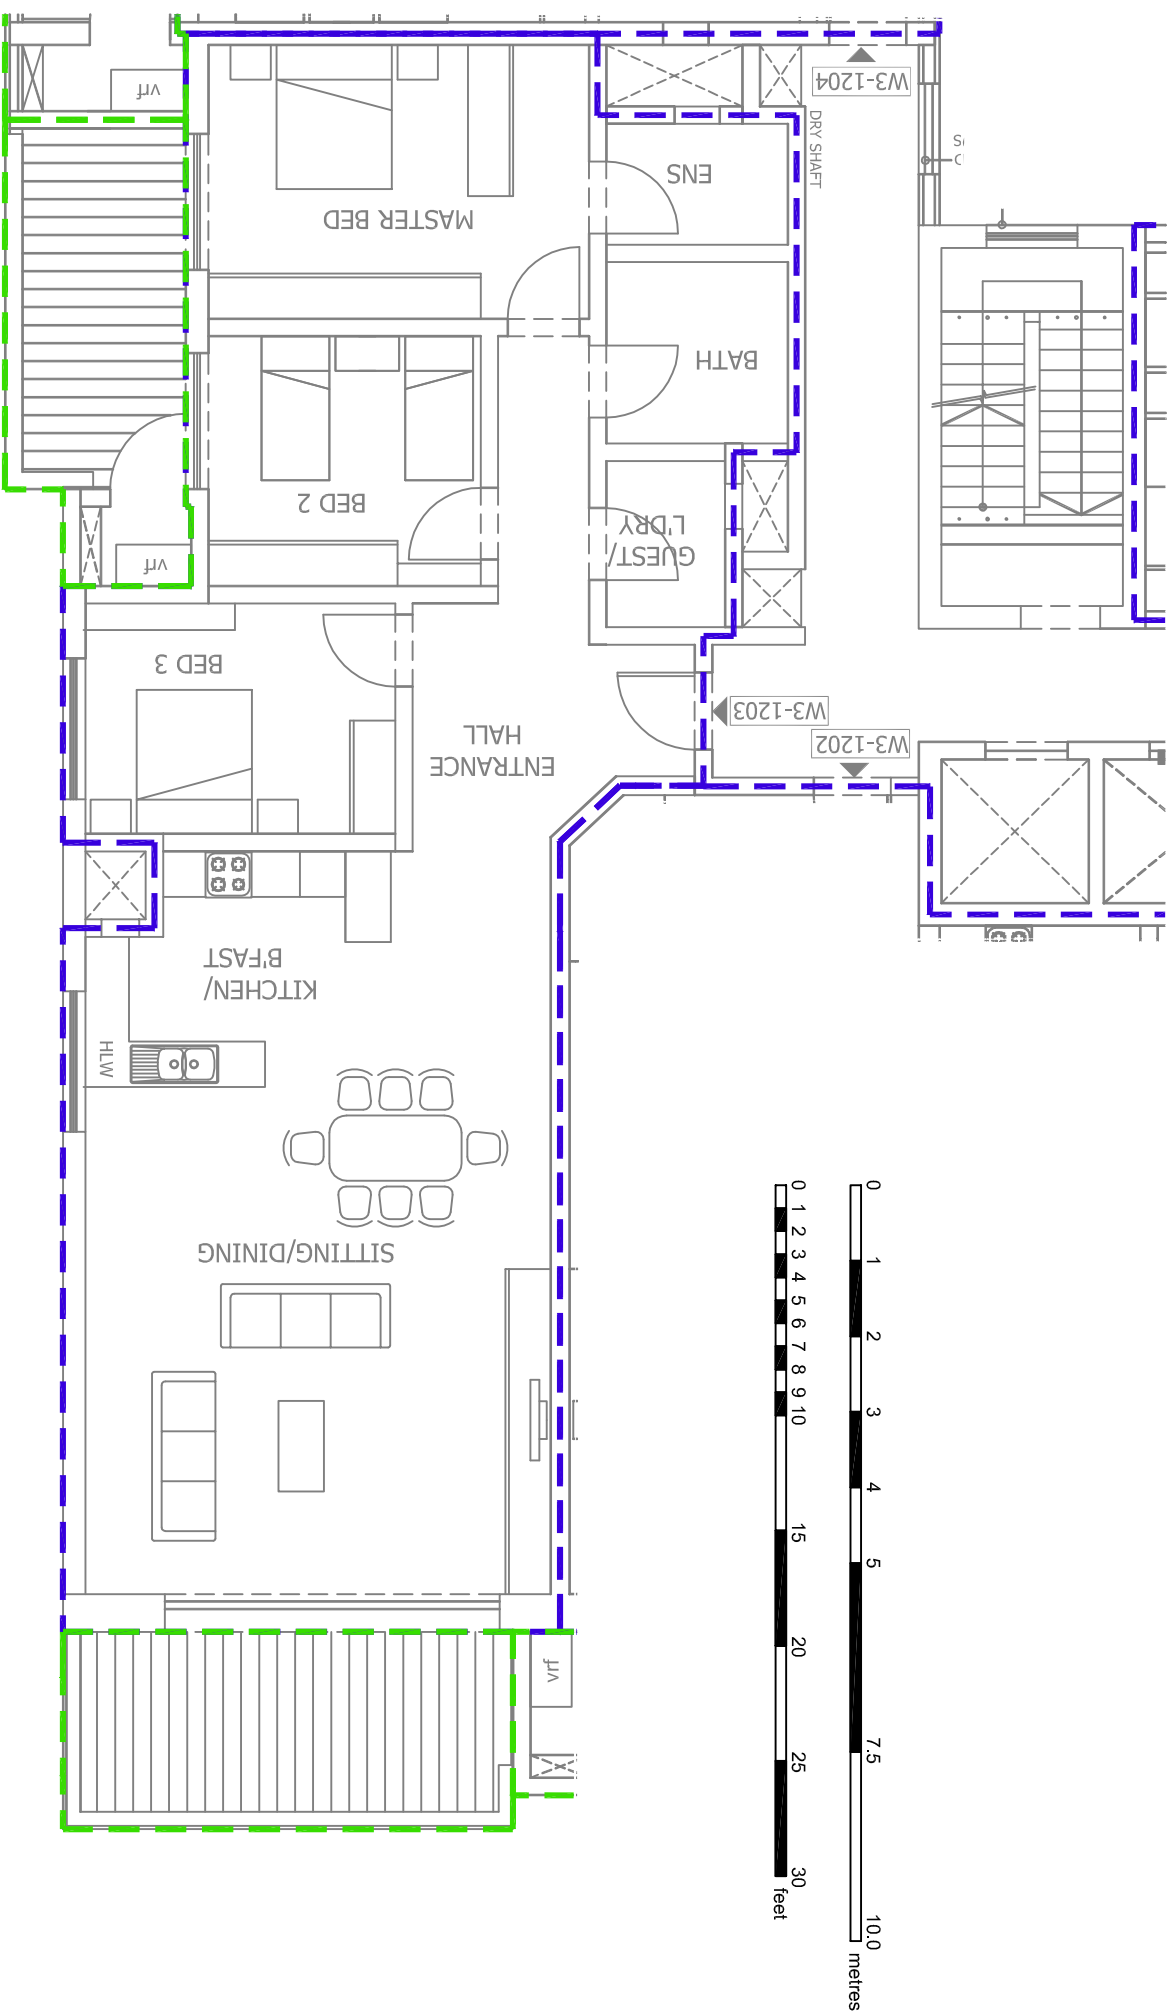 vrf
W3-1204
DRY SHAFT
ENS
MASTER BED
BATH
BED 2
GUEST/
L'DRY
vrf
BED 3
W3-1203
W3-1202
ENTRANCE
HALL
KITCHEN/
B'FAST
HLW
SITTING/DINING
vrf
0 1 2 3 4 5 6 7 8 9 10 15 20 25 30 feet
0 1 2 3 4 5 7.5 10.0 metres